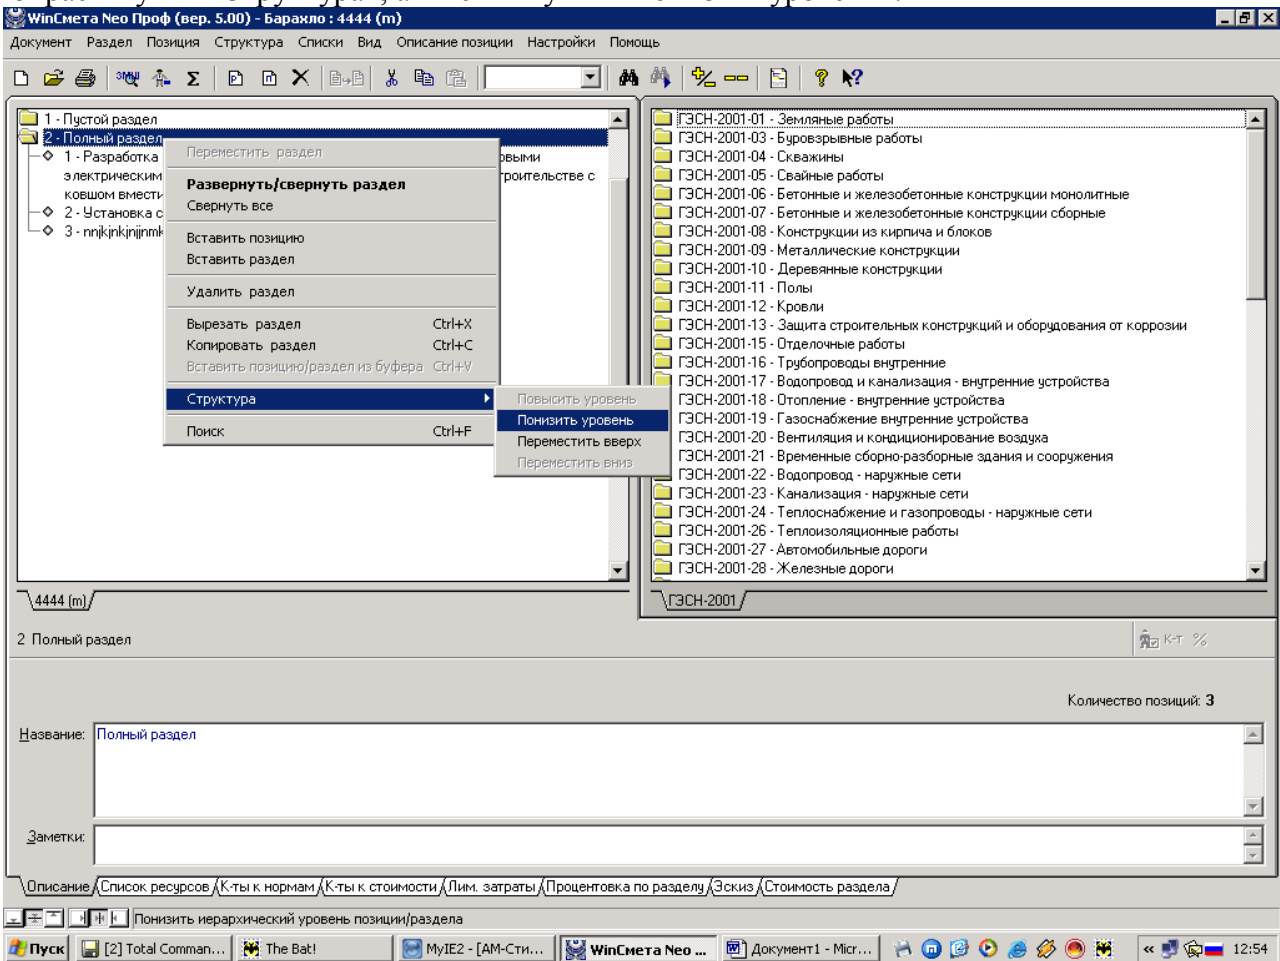 WinСмета Neo Проф (вер. 5.00) - Барахло : 4444 (m)
Документ Раздел Позиция Структура Списки Вид Описание позиции Настройки Помощь
1 - Пустой раздел
2 - Полный раздел
1 - Разработка
электрическим
ковшом вмести
2 - Установка с
3 - nnjkjnkjnjjnmk
овыми
троительстве с
Переместить раздел
Развернуть/свернуть раздел
Свернуть все
Вставить позицию
Вставить раздел
Удалить раздел
Вырезать раздел Ctrl+X
Копировать раздел Ctrl+C
Вставить позицию/раздел из буфера Ctrl+V
Структура
Поиск Ctrl+F
Повысить уровень
Понизить уровень
Переместить вверх
Переместить вниз
ГЭСН-2001-01 - Земляные работы
ГЭСН-2001-03 - Буровзрывные работы
ГЭСН-2001-04 - Скважины
ГЭСН-2001-05 - Свайные работы
ГЭСН-2001-06 - Бетонные и железобетонные конструкции монолитные
ГЭСН-2001-07 - Бетонные и железобетонные конструкции сборные
ГЭСН-2001-08 - Конструкции из кирпича и блоков
ГЭСН-2001-09 - Металлические конструкции
ГЭСН-2001-10 - Деревянные конструкции
ГЭСН-2001-11 - Полы
ГЭСН-2001-12 - Кровли
ГЭСН-2001-13 - Защита строительных конструкций и оборудования от коррозии
ГЭСН-2001-15 - Отделочные работы
ГЭСН-2001-16 - Трубопроводы внутренние
ГЭСН-2001-17 - Водопровод и канализация - внутренние устройства
ГЭСН-2001-18 - Отопление - внутренние устройства
ГЭСН-2001-19 - Газоснабжение внутренние устройства
ГЭСН-2001-20 - Вентиляция и кондиционирование воздуха
ГЭСН-2001-21 - Временные сборно-разборные здания и сооружения
ГЭСН-2001-22 - Водопровод - наружные сети
ГЭСН-2001-23 - Канализация - наружные сети
ГЭСН-2001-24 - Теплоснабжение и газопроводы - наружные сети
ГЭСН-2001-26 - Теплоизоляционные работы
ГЭСН-2001-27 - Автомобильные дороги
ГЭСН-2001-28 - Железные дороги
4444 (m)
ГЭСН-2001
2 Полный раздел
К-т %
Количество позиций: 3
Название: Полный раздел
Заметки:
Описание Список ресурсов К-ты к нормам К-ты к стоимости Лим. затраты Процентовка по разделу Эскиз Стоимость раздела
Понизить иерархический уровень позиции/раздела
Пуск [2] Total Comman... The Bat! MyIE2 - [АМ-Сти... WinСмета Neo ... Документ1 - Micr... 12:54